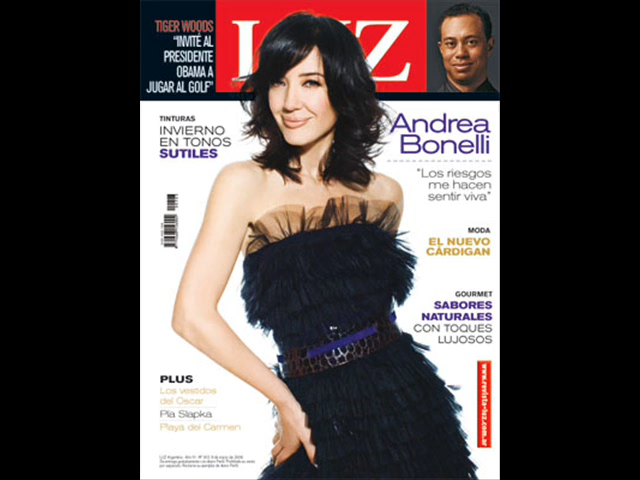 TIGER WOODS
"INVITÉ AL
PRESIDENTE
OBAMA A
JUGAR AL GOLF"
LUZ
TINTURAS
INVIERNO
EN TONOS
SUTILES
Andrea
Bonelli
"Los riesgos
me hacen
sentir viva"
MODA
EL NUEVO
CÁRDIGAN
GOURMET
SABORES
NATURALES
CON TOQUES
LUJOSOS
PLUS
Los vestidos
del Oscar
Pía Slapka
Playa del Carmen
www.revista-luz.com.ar